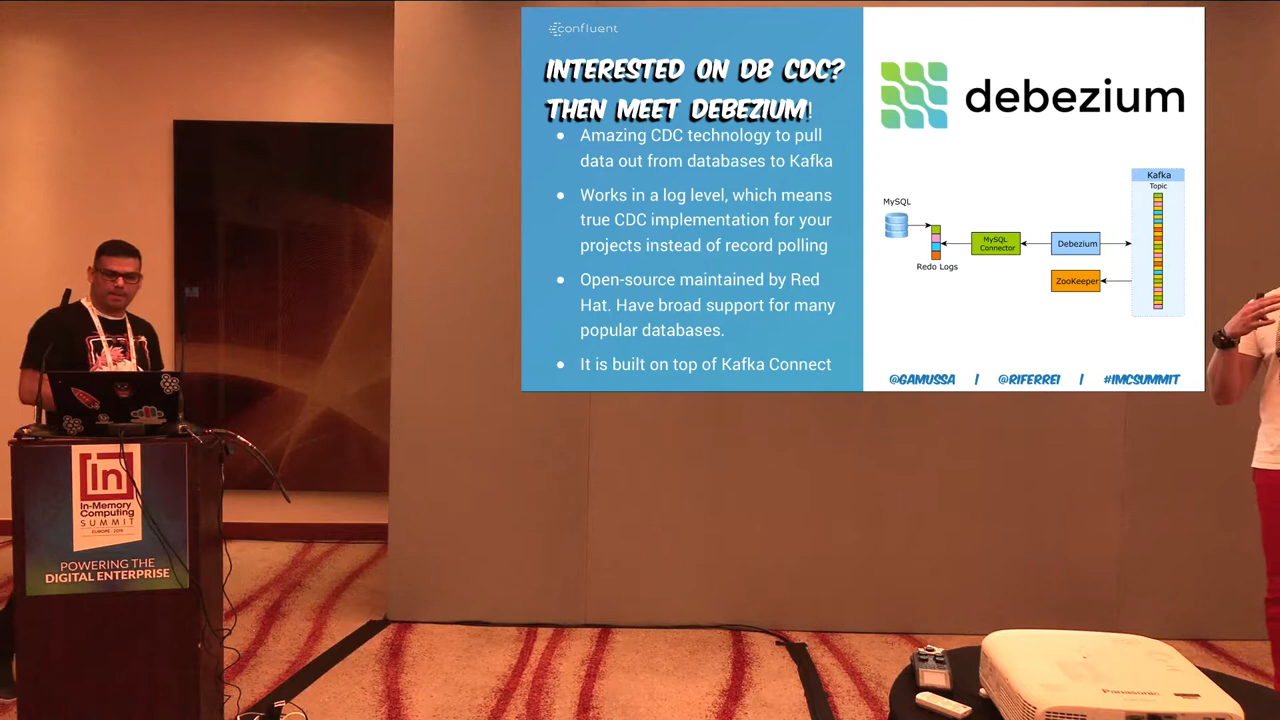 confluent
INTERESTED ON DB CDC?
THEN MEET DEBEZIUM!
● Amazing CDC technology to pull
data out from databases to Kafka
● Works in a log level, which means
true CDC implementation for your
projects instead of record polling
● Open-source maintained by Red
Hat. Have broad support for many
popular databases.
● It is built on top of Kafka Connect
debezium
Kafka
Topic
MySQL
Redo Logs
MySQL
Connector
Debezium
ZooKeeper
@GAMUSSA | @RIFERREI | #IMCSUMMIT
In
In-Memory
Computing
SUMMIT
EUROPE 2019
POWERING THE
DIGITAL ENTERPRISE
Panasonic